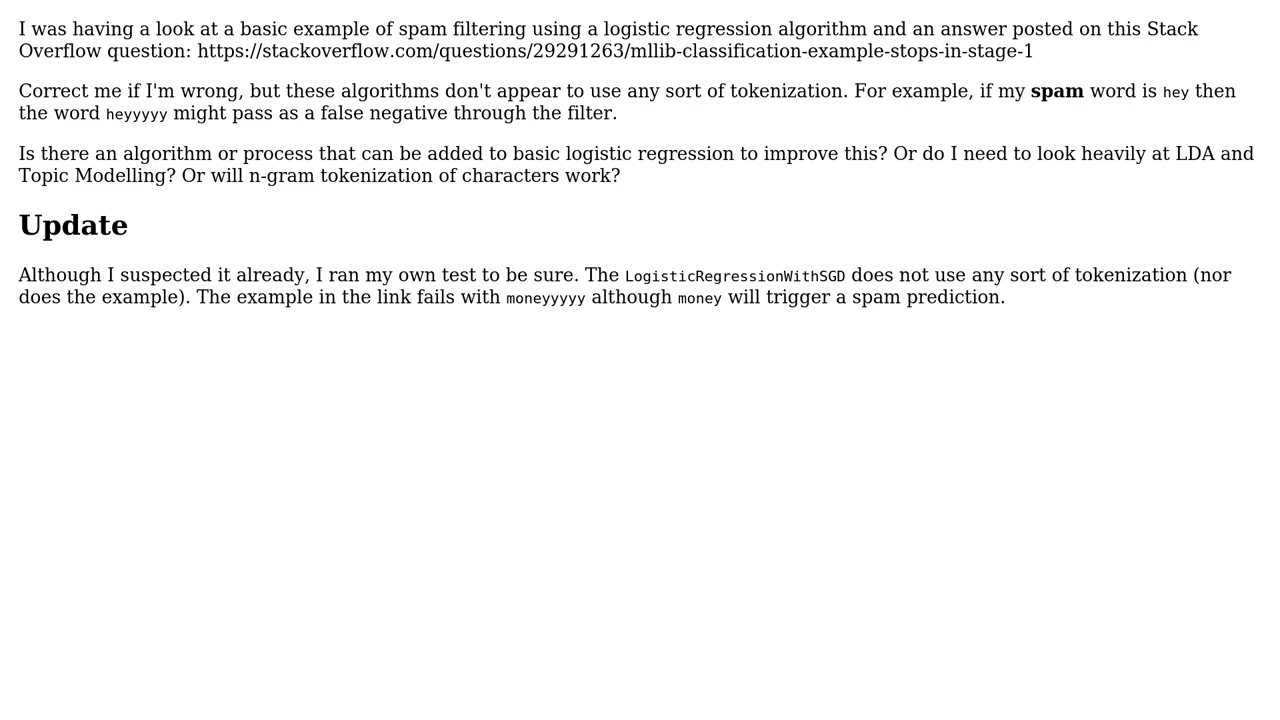 I was having a look at a basic example of spam filtering using a logistic regression algorithm and an answer posted on this Stack
Overflow question: https://stackoverflow.com/questions/29291263/mllib-classification-example-stops-in-stage-1
Correct me if I'm wrong, but these algorithms don't appear to use any sort of tokenization. For example, if my spam word is hey then
the word heyyyyy might pass as a false negative through the filter.
Is there an algorithm or process that can be added to basic logistic regression to improve this? Or do I need to look heavily at LDA and
Topic Modelling? Or will n-gram tokenization of characters work?
Update
Although I suspected it already, I ran my own test to be sure. The LogisticRegressionWithSGD does not use any sort of tokenization (nor
does the example). The example in the link fails with moneyyyyy although money will trigger a spam prediction.